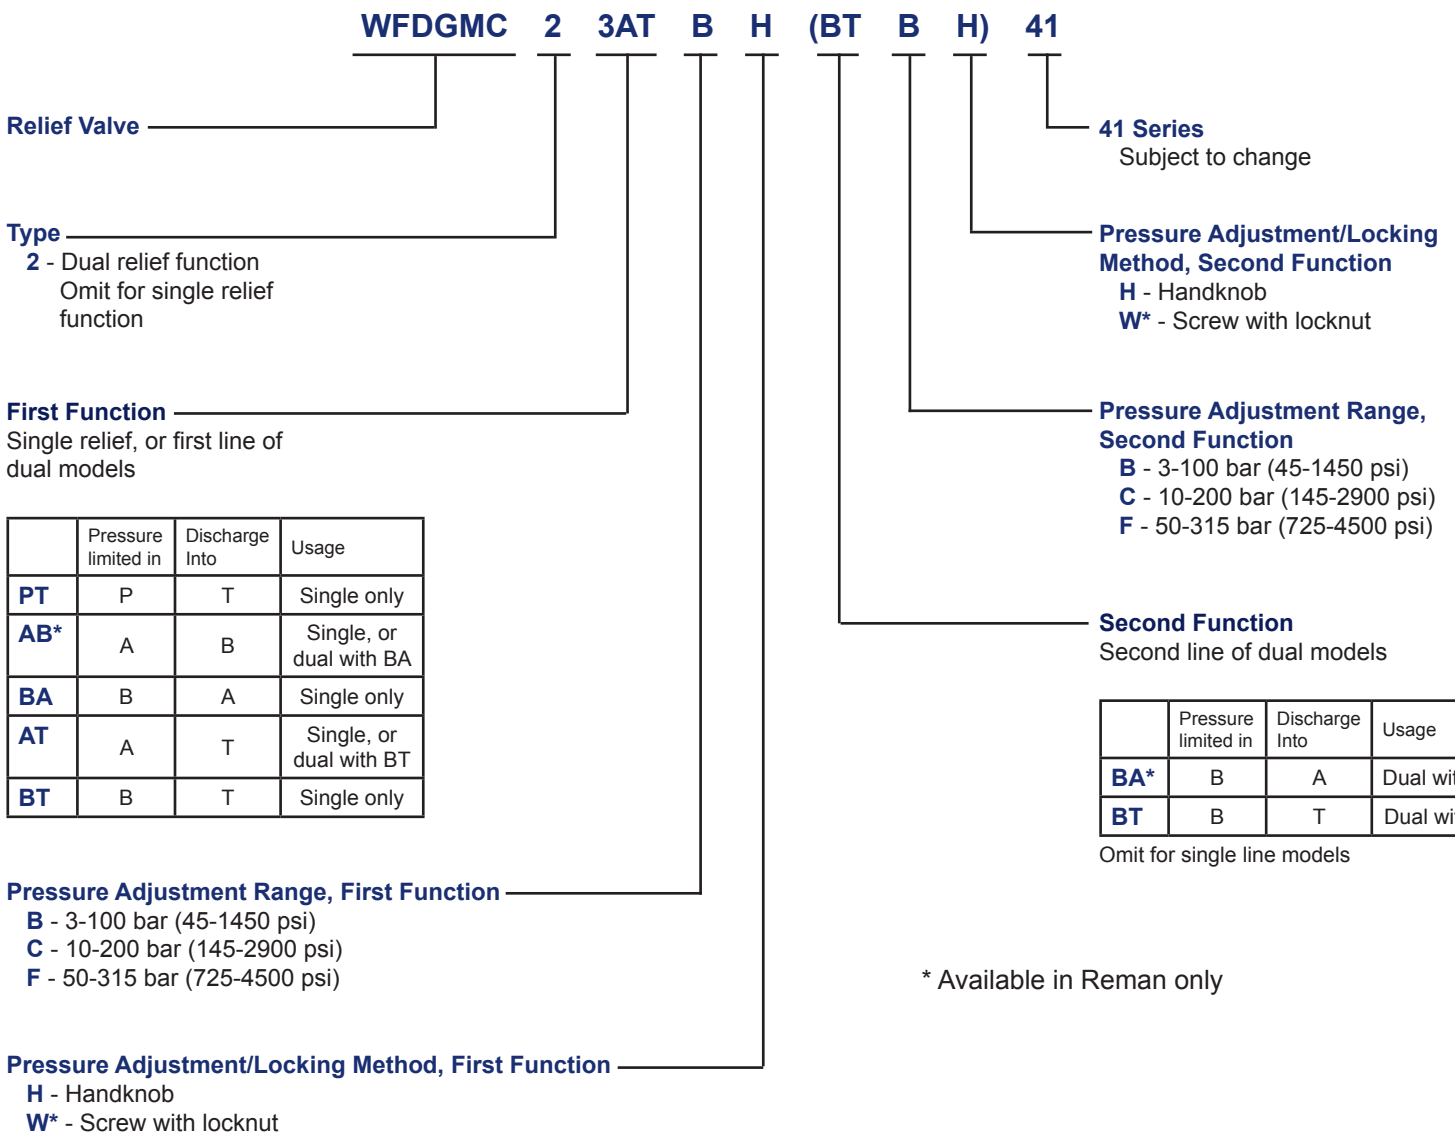 WFDGMC 2 3AT B H (BT B H) 41
Relief Valve
Type
2 - Dual relief function
Omit for single relief
function
First Function
Single relief, or first line of
dual models
Pressure limited in Discharge Into Usage
PT P T Single only
AB* A B Single, or dual with BA
BA B A Single only
AT A T Single, or dual with BT
BT B T Single only
Pressure Adjustment Range, First Function
B - 3-100 bar (45-1450 psi)
C - 10-200 bar (145-2900 psi)
F - 50-315 bar (725-4500 psi)
Pressure Adjustment/Locking Method, First Function
H - Handknob
W* - Screw with locknut
41 Series
Subject to change
Pressure Adjustment/Locking
Method, Second Function
H - Handknob
W* - Screw with locknut
Pressure Adjustment Range,
Second Function
B - 3-100 bar (45-1450 psi)
C - 10-200 bar (145-2900 psi)
F - 50-315 bar (725-4500 psi)
Second Function
Second line of dual models
Pressure limited in Discharge Into Usage
BA* B A Dual
BT B T Dual
Omit for single line models
* Available in Reman only